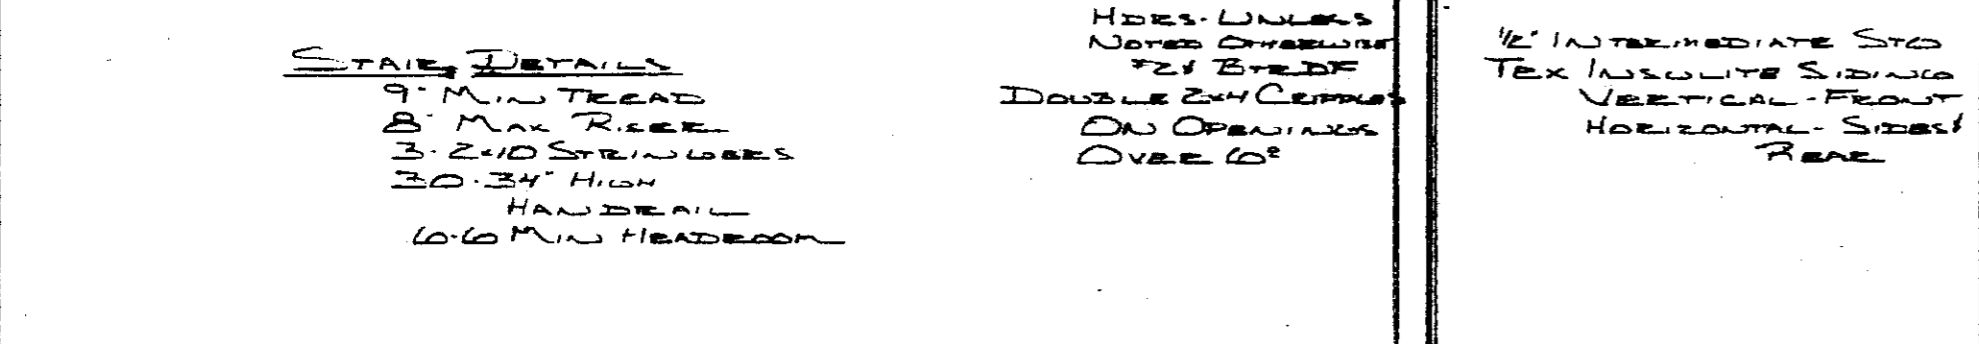 STAIR DETAILS
9" MIN TREAD
8" MAX RISER
3-2x10 STRINGERS
30-34" HIGH
HANDRAIL
6-6 MIN HEADROOM
HDRS. UNLESS
NOTED OTHERWISE
#2 & BTR DF
DOUBLE 2x4 CRIPPLES
ON OPENINGS
OVER 6⁰
1/2" INTERMEDIATE STCO
TEX INSULITE SIDING
VERTICAL-FRONT
HORIZONTAL-SIDES &
REAR